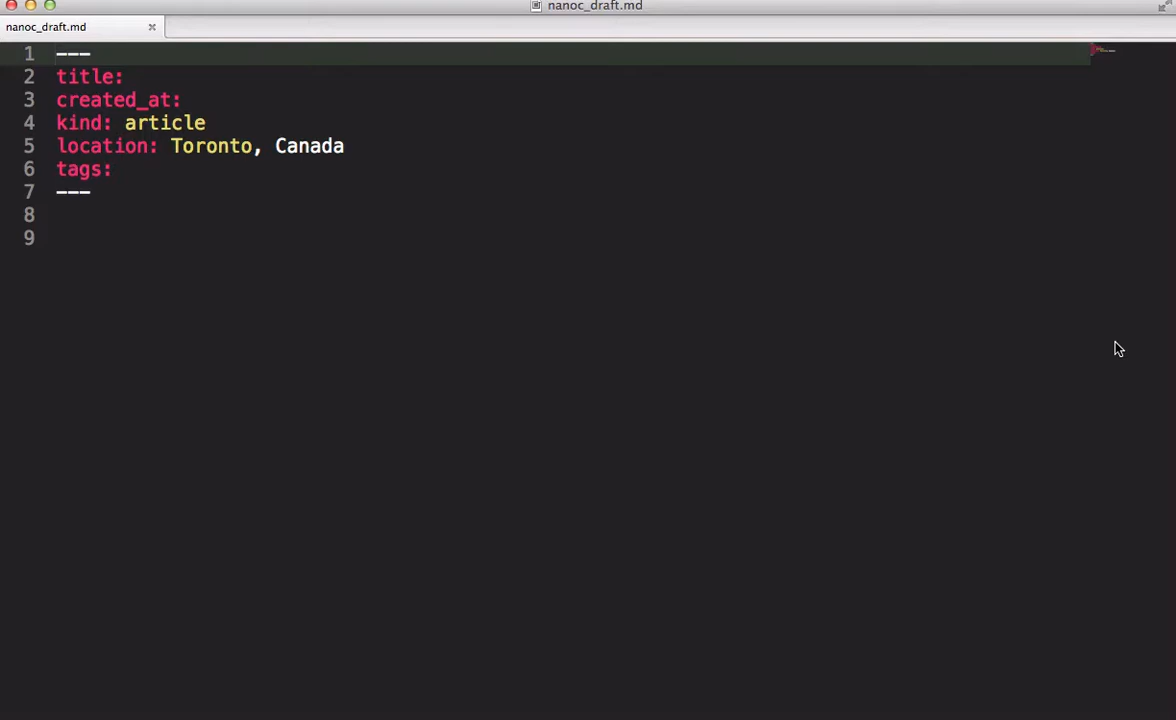 nanoc_draft.md
nanoc_draft.md
1 ---
2 title:
3 created_at:
4 kind: article
5 location: Toronto, Canada
6 tags:
7 ---
8
9